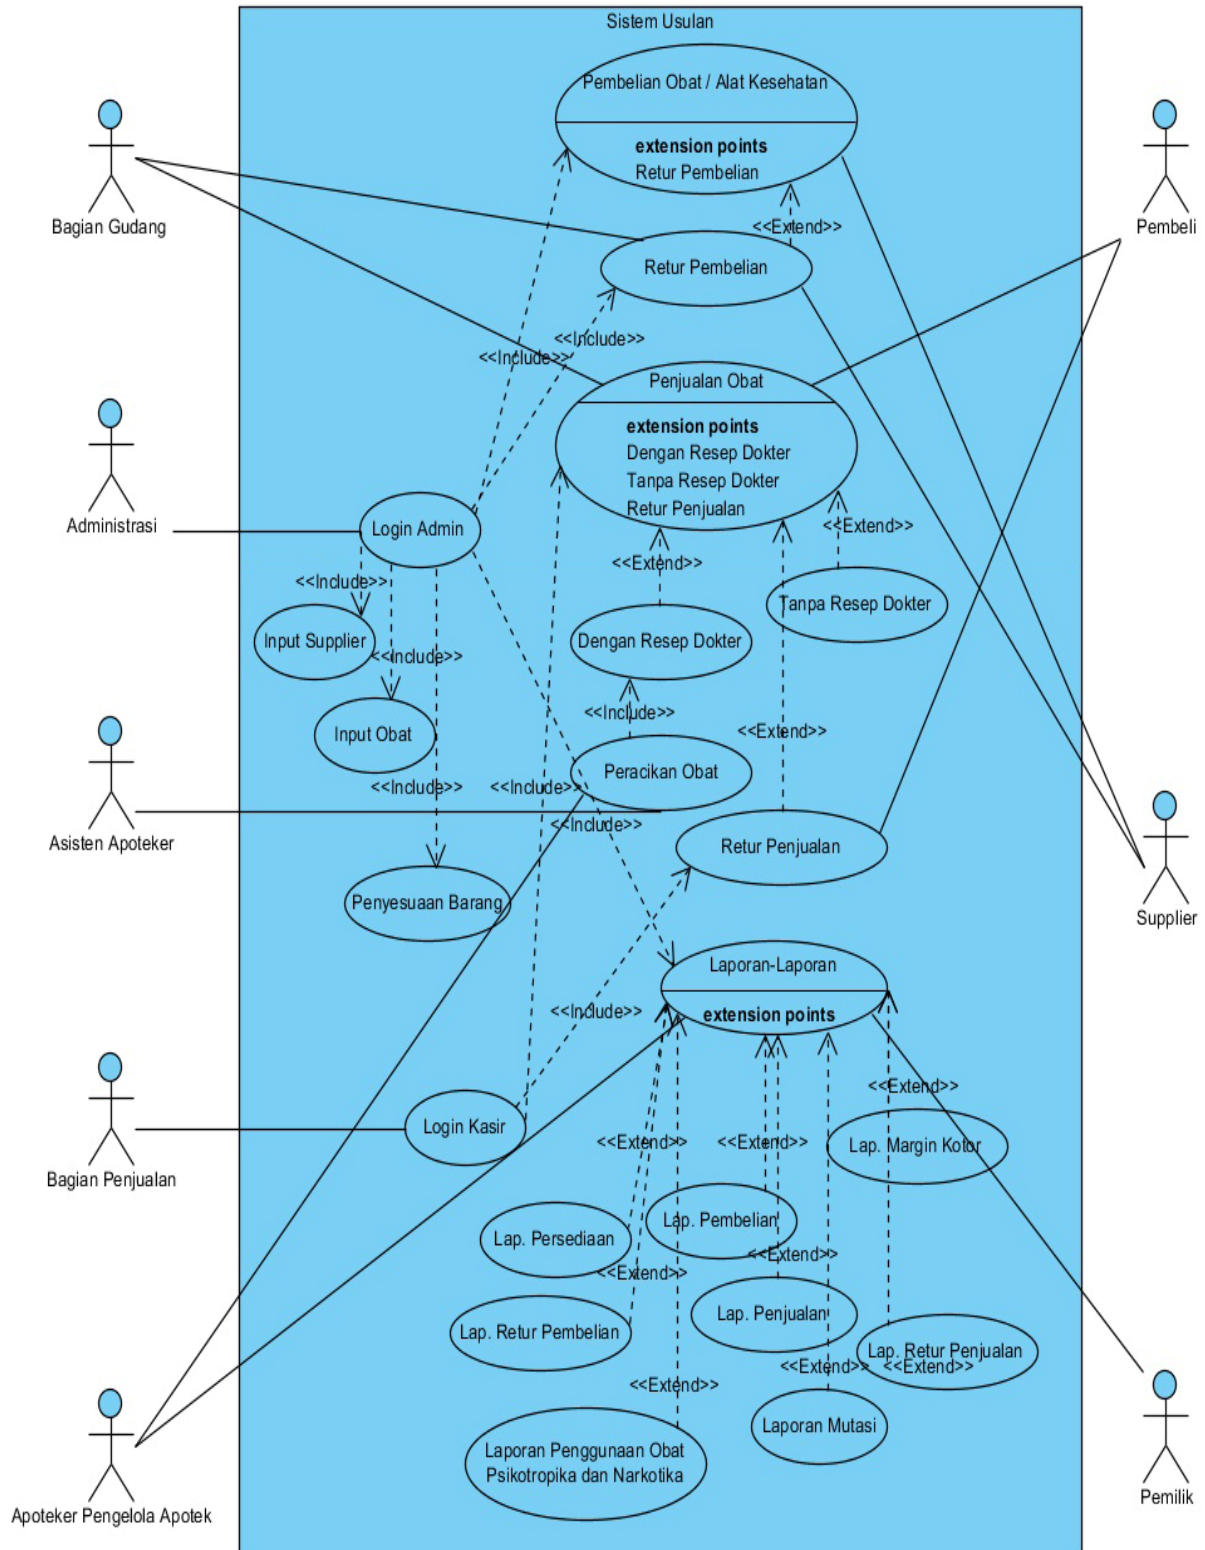 Sistem Usulan
Pembelian Obat / Alat Kesehatan
extension points
Retur Pembelian
<<Extend>>
Bagian Gudang
Pembeli
Retur Pembelian
<<Include>>
<<Include>>
Penjualan Obat
extension points
Dengan Resep Dokter
Tanpa Resep Dokter
Retur Penjualan
Administrasi
Login Admin
<<Extend>>
<<Extend>>
<<Include>>
Tanpa Resep Dokter
Input Supplier
Dengan Resep Dokter
<<Include>>
<<Include>>
Input Obat
<<Extend>>
Peracikan Obat
<<Include>>
<<Include>>
<<Include>>
Asisten Apoteker
Retur Penjualan
Penyesuaan Barang
Supplier
Laporan-Laporan
extension points
<<Include>>
<<Extend>>
Login Kasir
<<Extend>>
<<Extend>>
Lap. Margin Kotor
Bagian Penjualan
Lap. Pembelian
Lap. Persediaan
<<Extend>>
<<Extend>>
Lap. Penjualan
Lap. Retur Pembelian
Lap. Retur Penjualan
<<Extend>>
<<Extend>>
<<Extend>>
Laporan Mutasi
Laporan Penggunaan Obat
Psikotropika dan Narkotika
Pemilik
Apoteker Pengelola Apotek